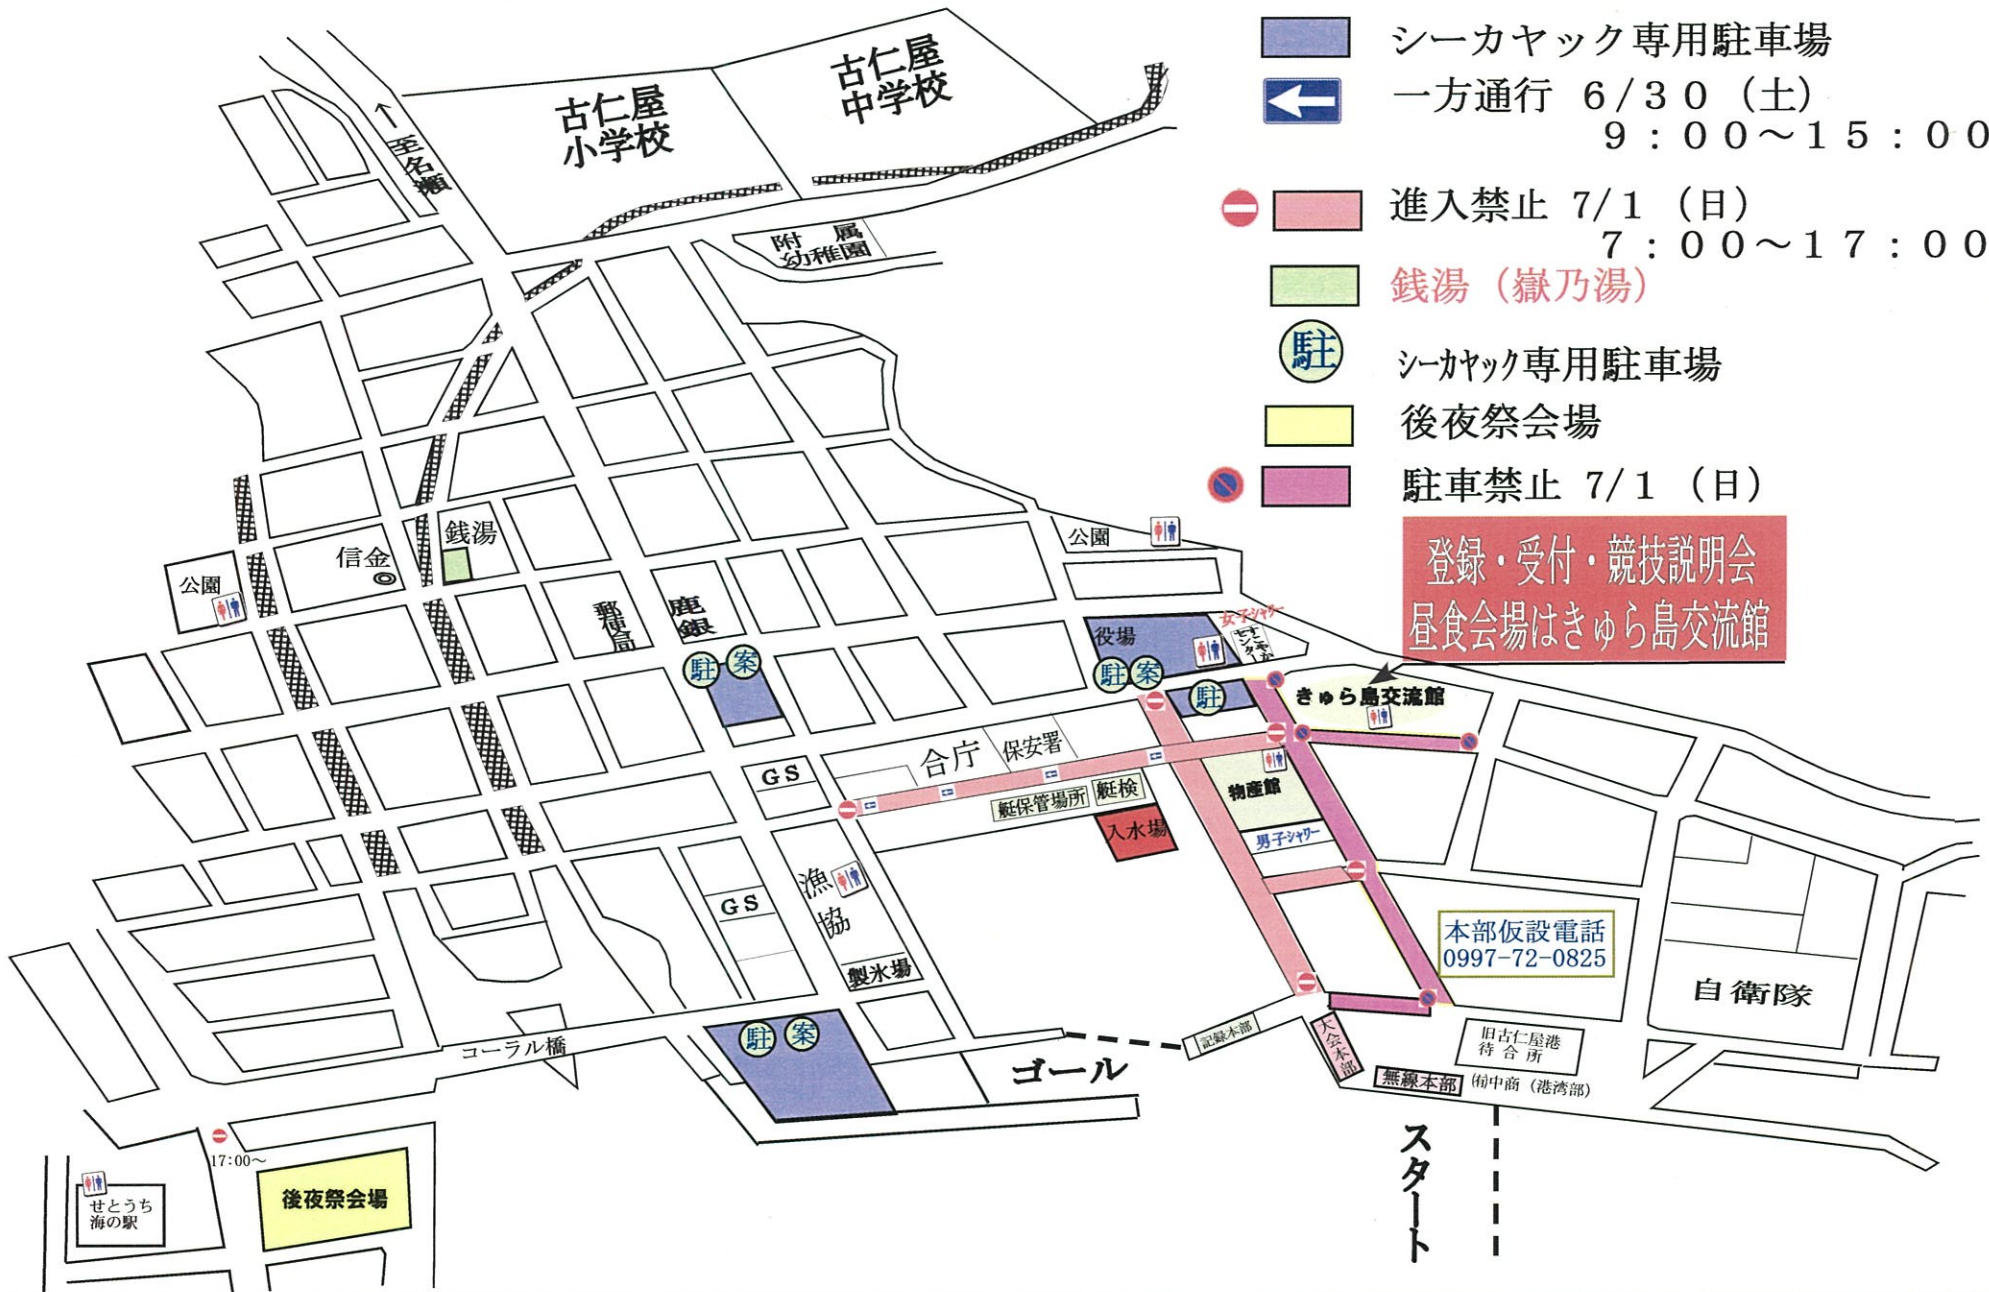 シーカヤック専用駐車場
一方通行 6/30 (土)
9:00～15:00
進入禁止 7/1 (日)
7:00～17:00
銭湯 (嶽乃湯)
駐
シーカヤック専用駐車場
後夜祭会場
駐車禁止 7/1 (日)
登録・受付・競技説明会
昼食会場はきゅら島交流館
古仁屋
小学校
古仁屋
中学校
↑至名瀬
附属
幼稚園
銭湯
信金
公園
公園
郵便局
鹿銀
駐
案
役場
女子シャワー
すこやか
センター
駐
案
駐
きゅら島交流館
合庁
保安署
GS
艇保管場所
艇検
入水場
物産館
男子シャワー
漁協
GS
製氷場
本部仮設電話
0997-72-0825
自衛隊
駐
案
コーラル橋
ゴール
記録本部
大会本部
旧古仁屋港
待合所
無線本部
㈲中商 (港湾部)
スタート
17:00～
せとうち
海の駅
後夜祭会場